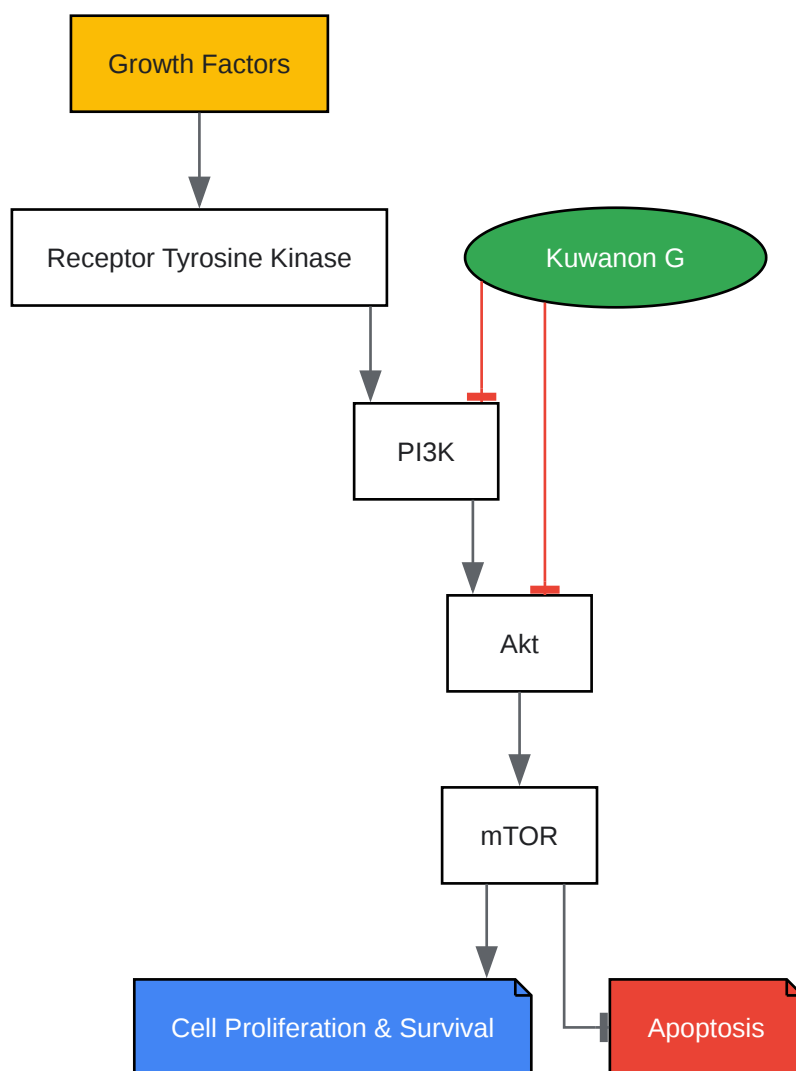 Growth Factors
Receptor Tyrosine Kinase
Kuwanon G
PI3K
Akt
mTOR
Cell Proliferation & Survival
Apoptosis